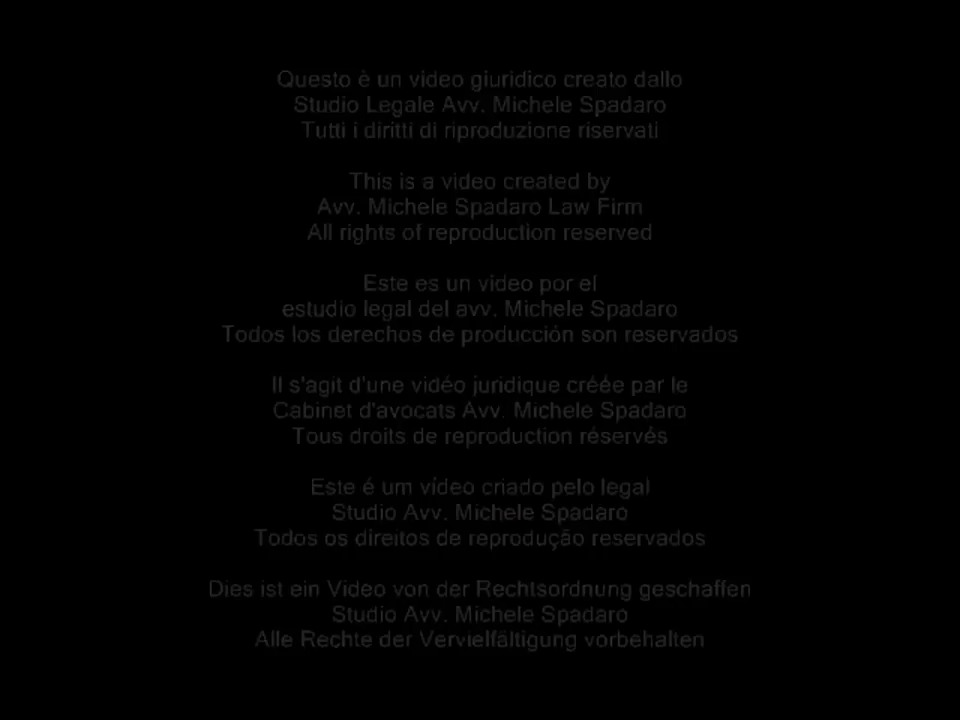 Questo è un video giuridico creato dallo
Studio Legale Avv. Michele Spadaro
Tutti i diritti di riproduzione riservati
This is a video created by
Avv. Michele Spadaro Law Firm
All rights of reproduction reserved
Este es un video por el
estudio legal del avv. Michele Spadaro
Todos los derechos de producción son reservados
Il s'agit d'une vidéo juridique créée par le
Cabinet d'avocats Avv. Michele Spadaro
Tous droits de reproduction réservés
Este é um vídeo criado pelo legal
Studio Avv. Michele Spadaro
Todos os direitos de reprodução reservados
Dies ist ein Video von der Rechtsordnung geschaffen
Studio Avv. Michele Spadaro
Alle Rechte der Vervielfältigung vorbehalten